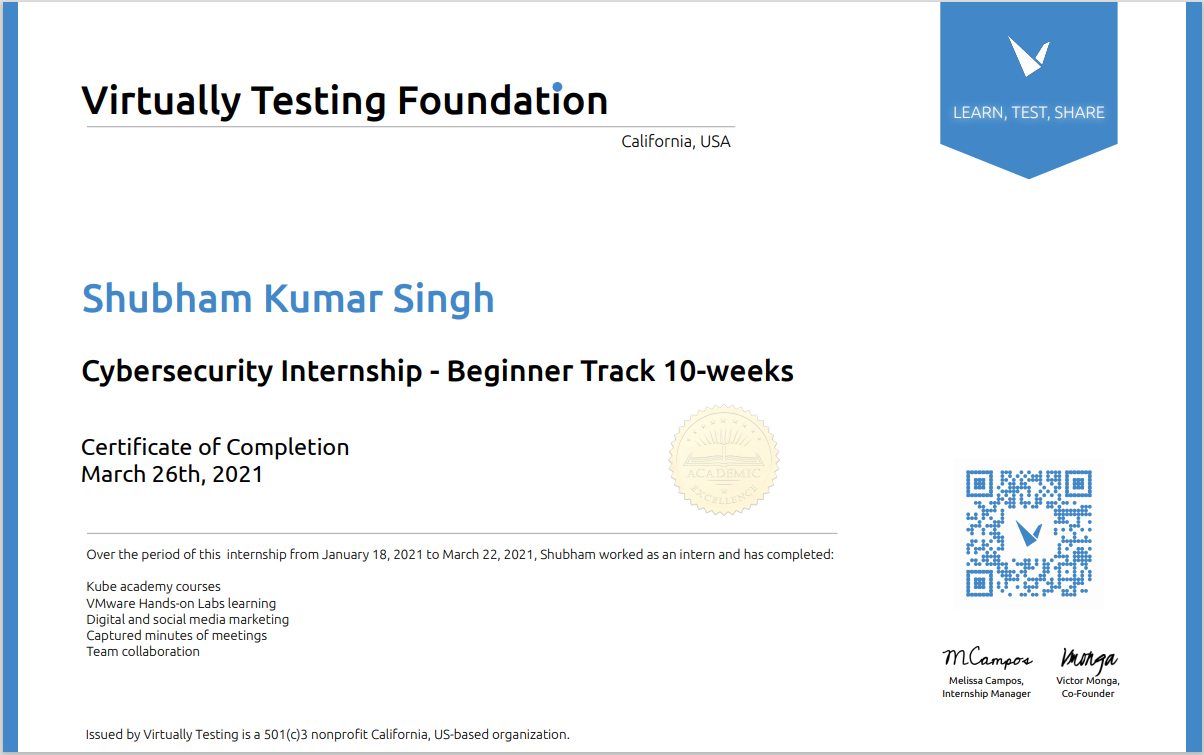 Virtually Testing Foundation
California, USA
LEARN, TEST, SHARE
Shubham Kumar Singh
Cybersecurity Internship - Beginner Track 10-weeks
Certificate of Completion
March 26th, 2021
ACADEMIC
EXCELLENCE
Over the period of this  internship from January 18, 2021 to March 22, 2021, Shubham worked as an intern and has completed:
Kube academy courses
VMware Hands-on Labs learning
Digital and social media marketing
Captured minutes of meetings
Team collaboration
MCampos
Melissa Campos,
Internship Manager
VMonga
Victor Monga,
Co-Founder
Issued by Virtually Testing is a 501(c)3 nonprofit California, US-based organization.